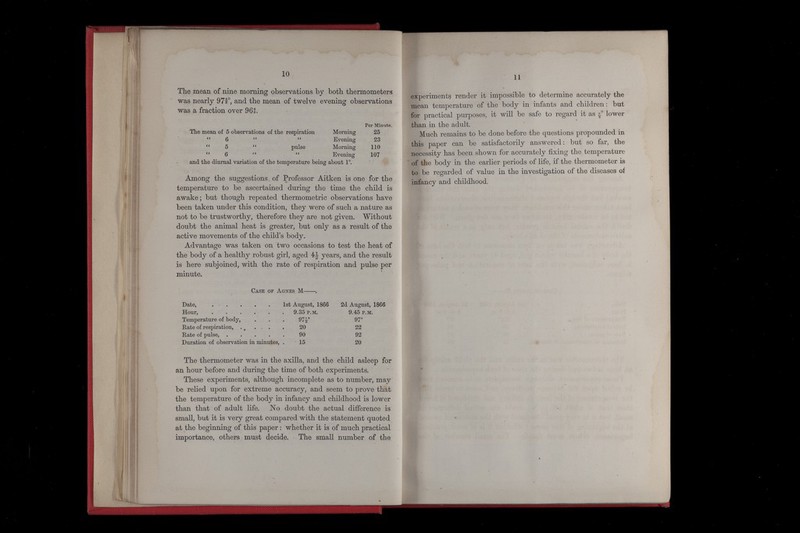 10
The mean of nine morning observations by both thermometers
was nearly 97½°, and the mean of twelve evening observations
was a fraction over 96½.
Per Minute.
The mean of 5 observations of the respiration Morning 25
" 6 " " Evening 22
" 5 " pulse Morning 110
" 6 " " Evening 107
and the diurnal variation of the temperature being about 1°.
Among the suggestions of Professor Aitken is one for the
temperature to be ascertained during the time the child is
awake; but though repeated thermometric observations have
been taken under this condition, they were of such a nature as
not to be trustworthy, therefore they are not given. Without
doubt the animal heat is greater, but only as a result of the
active movements of the child's body.
Advantage was taken on two occasions to test the heat of
the body of a healthy robust girl, aged 4½ years, and the result
is here subjoined, with the rate of respiration and pulse per
minute.
Case of Agnes M——.
Date, . . . . . 1st August, 1866 2d August, 1866
Hour, . . . . . . 9.35 P.M. 9.45 P.M.
Temperature of body, . . . 97½° 97°
Rate of respiration, . . . . 20 22
Rate of pulse, . . . . . 90 92
Duration of observation in minutes, . 15 20
The thermometer was in the axilla, and the child asleep for
an hour before and during the time of both experiments.
These experiments, although incomplete as to number, may
be relied upon for extreme accuracy, and seem to prove that
the temperature of the body in infancy and childhood is lower
than that of adult life. No doubt the actual difference is
small, but it is very great compared with the statement quoted
at the beginning of this paper: whether it is of much practical
importance, others must decide. The small number of the
11
experiments render it impossible to determine accurately the
mean temperature of the body in infants and children: but
for practical purposes, it will be safe to regard it as lower
than in the adult.
Much remains to be done before the questions propounded in
this paper can be satisfactorily answered: but so far, the
necessity has been shown for accurately fixing the temperature
of the body in the earlier periods of life, if the thermometer is
to be regarded of value in the investigation of the diseases of
infancy and childhood.